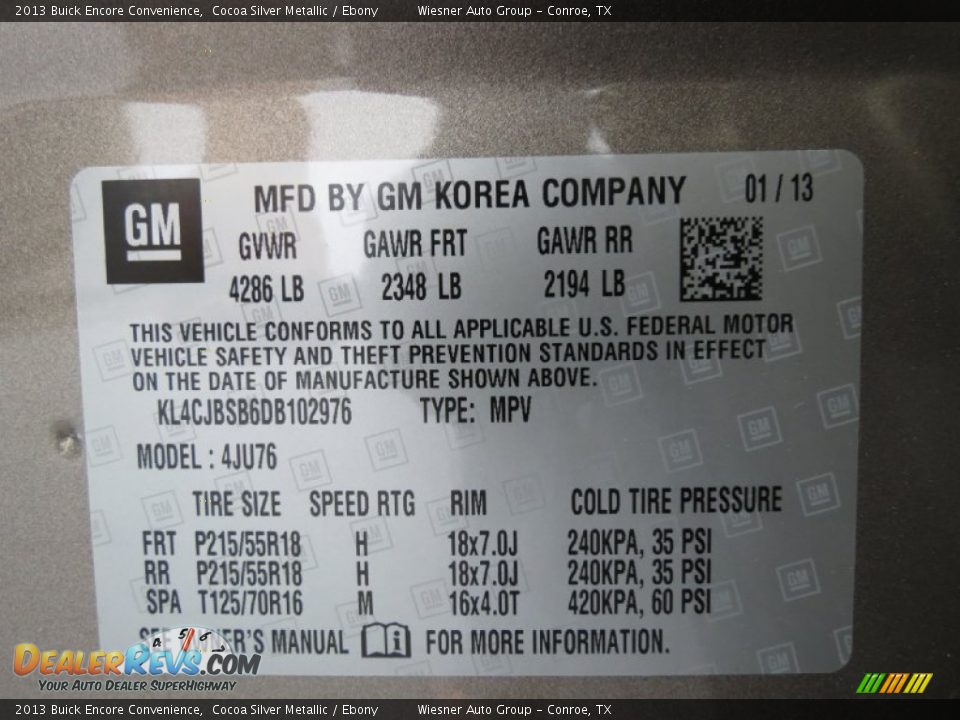 2013 Buick Encore Convenience, Cocoa Silver Metallic / Ebony Wiesner Auto Group - Conroe, TX
GM MFD BY GM KOREA COMPANY 01 / 13
GVWR GAWR FRT GAWR RR
4286 LB 2348 LB 2194 LB
THIS VEHICLE CONFORMS TO ALL APPLICABLE U.S. FEDERAL MOTOR
VEHICLE SAFETY AND THEFT PREVENTION STANDARDS IN EFFECT
ON THE DATE OF MANUFACTURE SHOWN ABOVE.
KL4CJBSB6DB102976 TYPE: MPV
MODEL : 4JU76
TIRE SIZE SPEED RTG RIM COLD TIRE PRESSURE
FRT P215/55R18 H 18x7.0J 240KPA, 35 PSI
RR P215/55R18 H 18x7.0J 240KPA, 35 PSI
SPA T125/70R16 M 16x4.0T 420KPA, 60 PSI
SEE OWNER'S MANUAL i FOR MORE INFORMATION.
4 5 6
DEALERREVS.COM
YOUR AUTO DEALER SUPERHIGHWAY
2013 Buick Encore Convenience, Cocoa Silver Metallic / Ebony Wiesner Auto Group - Conroe, TX